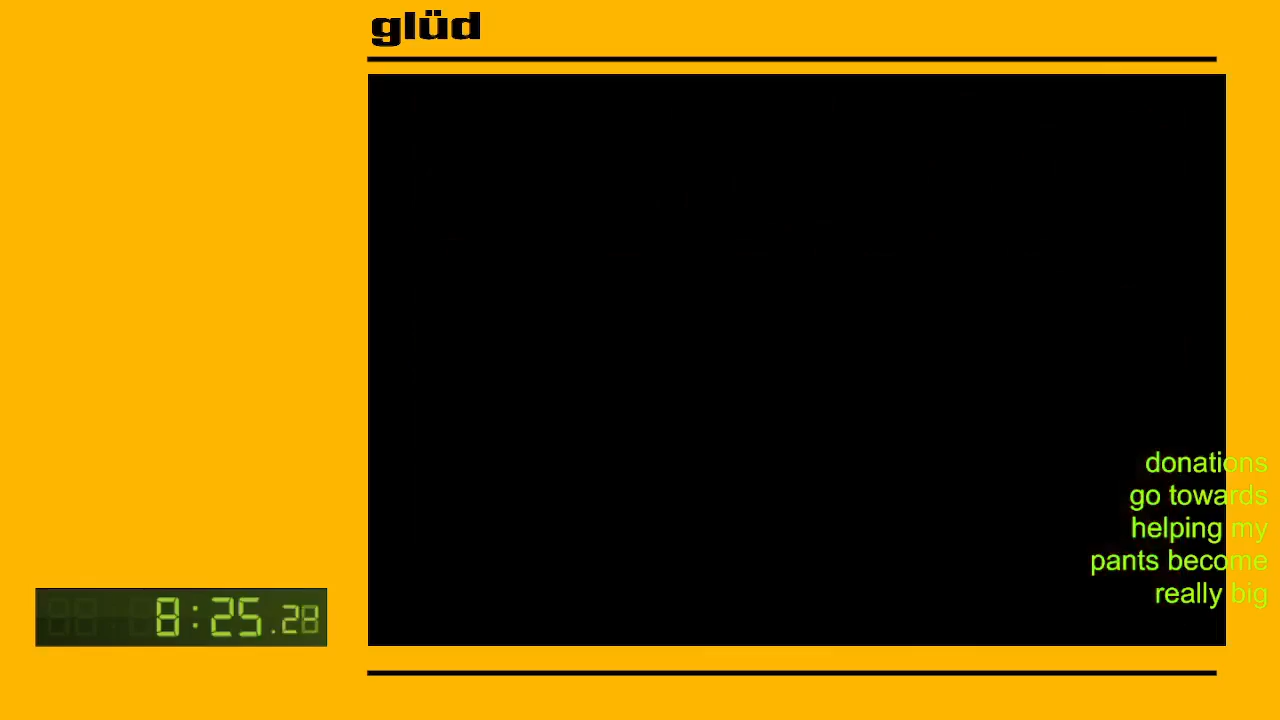 glüd
donations
go towards
helping my
pants become
really big
8:25.28